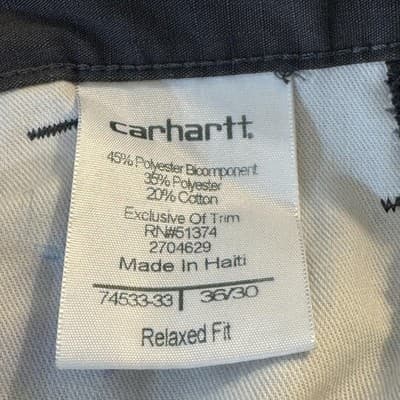 carhartt.
45% Polyester Bicomponent
35% Polyester
20% Cotton
Exclusive Of Trim
RN#51374
2704629
Made In Haiti
74533-33 | 36/30
Relaxed Fit